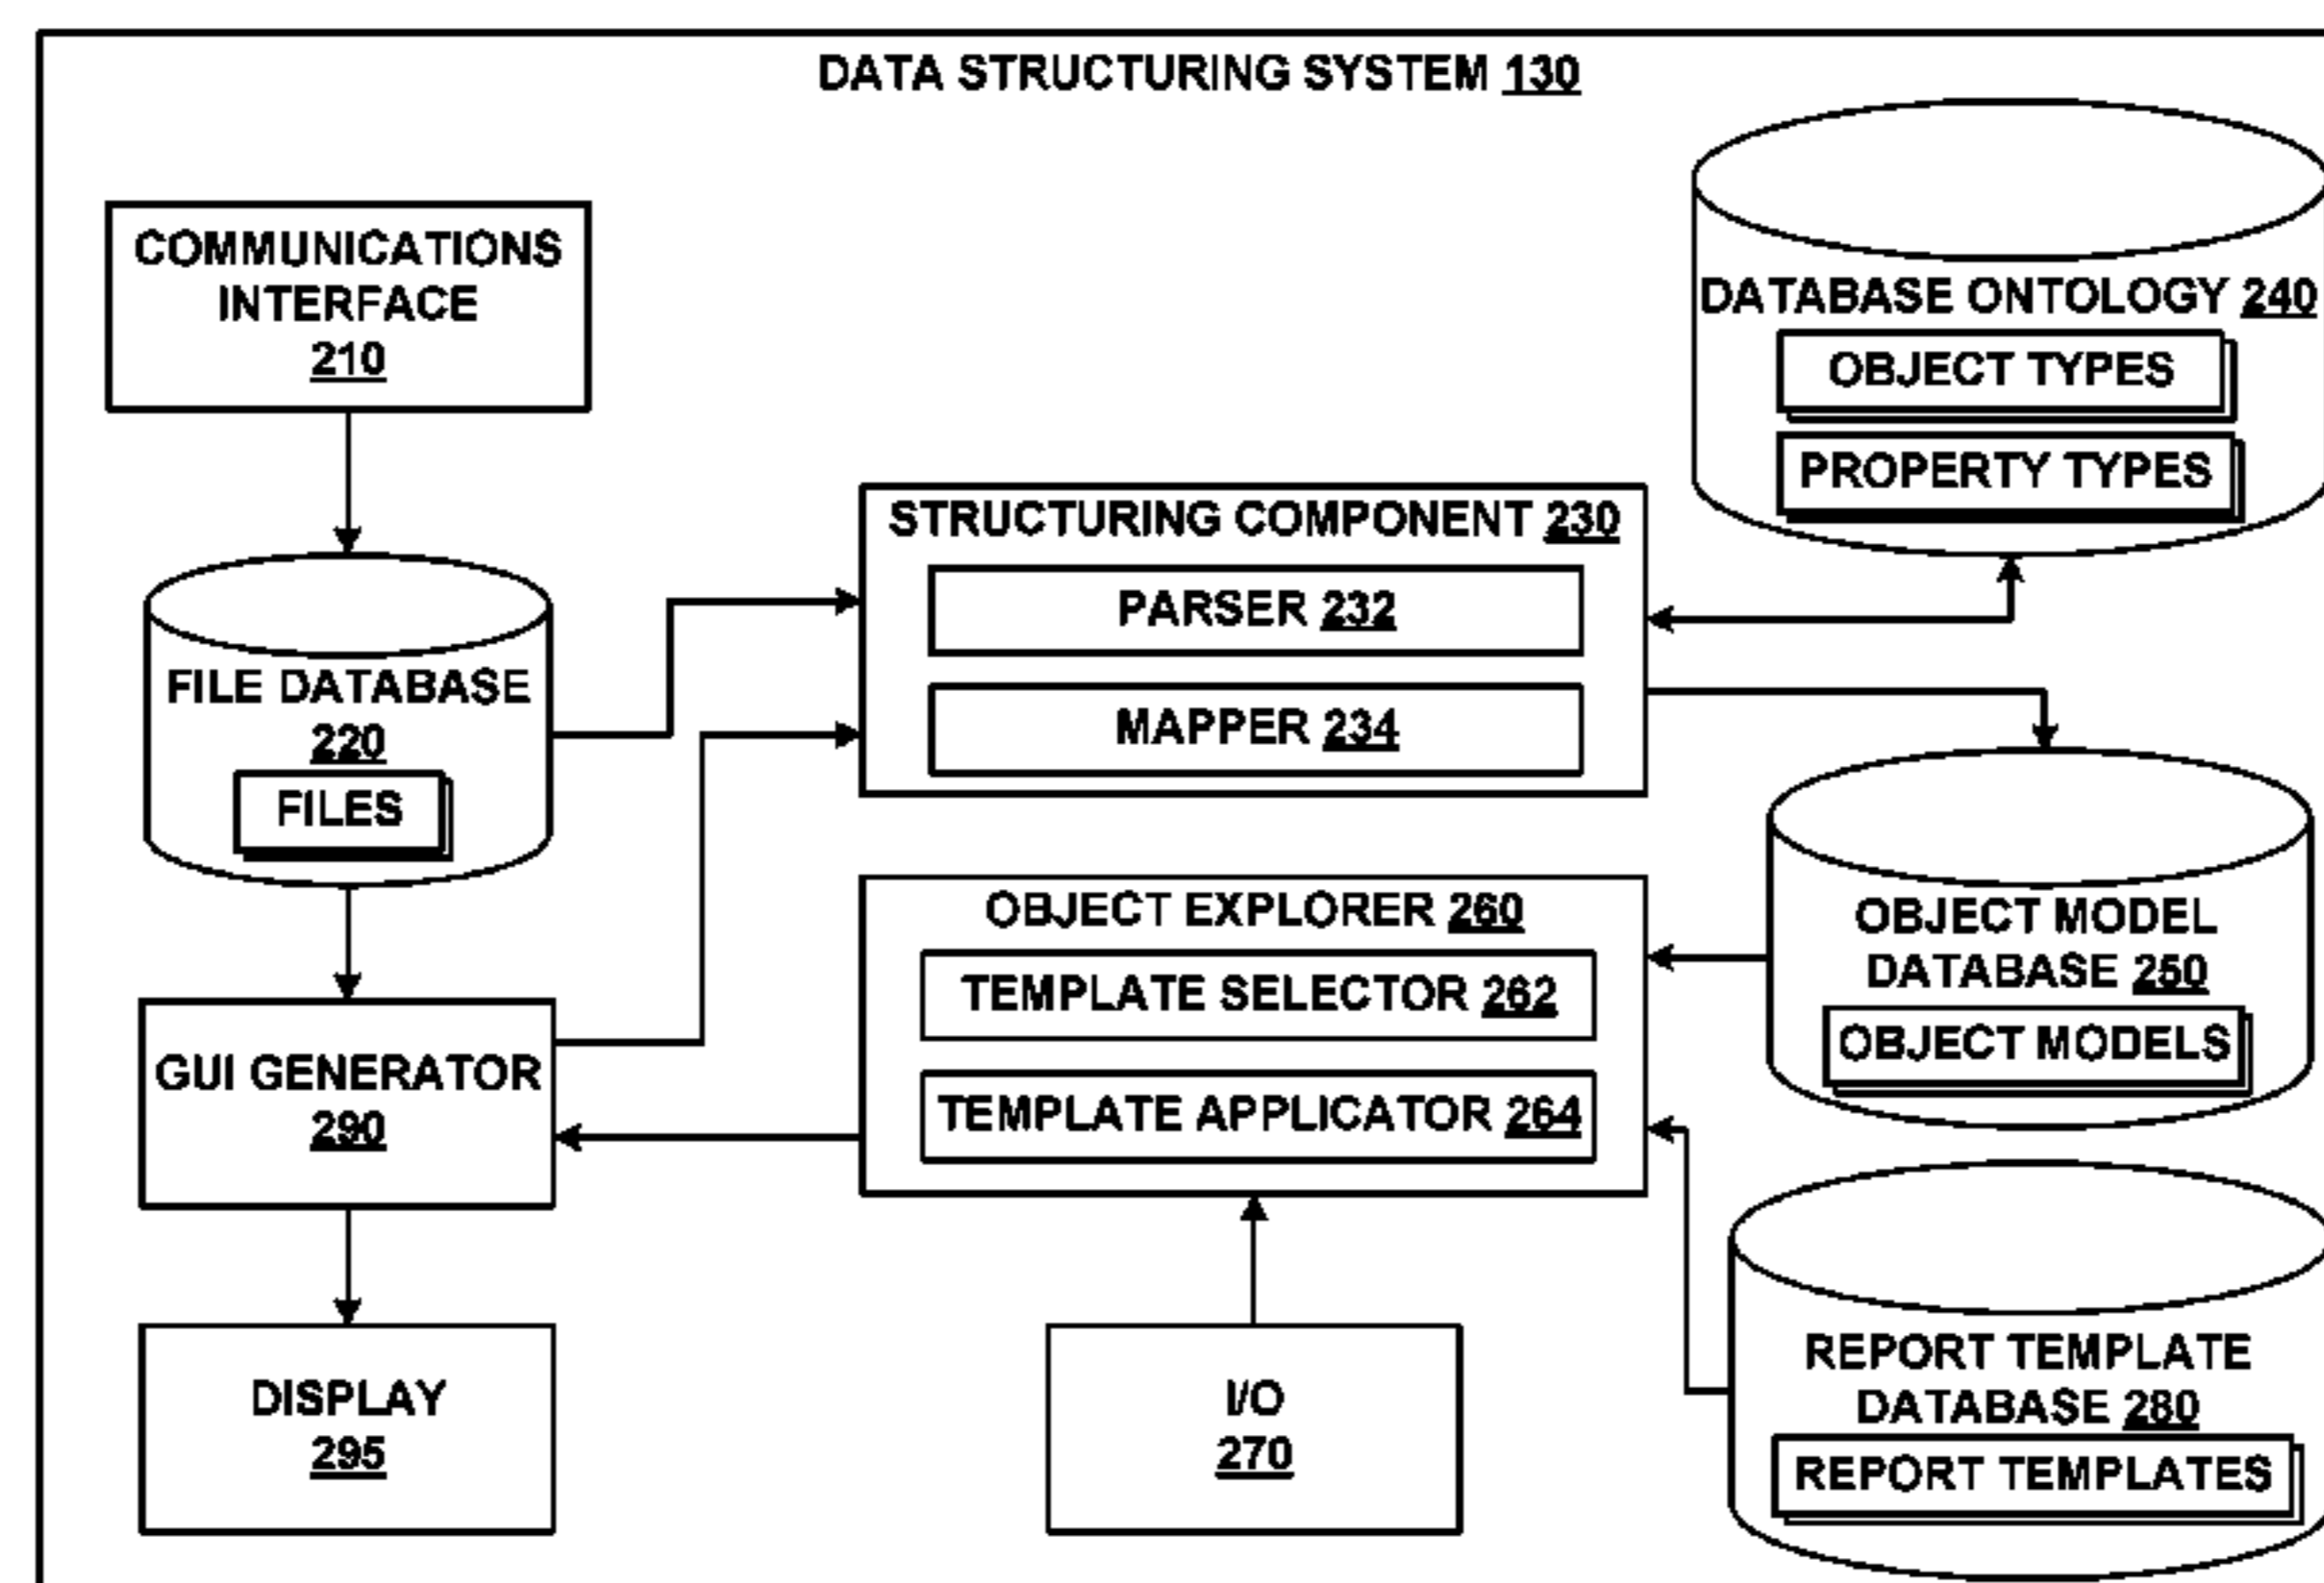 DATA STRUCTURING SYSTEM 130
COMMUNICATIONS
INTERFACE
210
DATABASE ONTOLOGY 240
OBJECT TYPES
PROPERTY TYPES
STRUCTURING COMPONENT 230
PARSER 232
MAPPER 234
FILE DATABASE
220
FILES
OBJECT EXPLORER 260
TEMPLATE SELECTOR 262
TEMPLATE APPLICATOR 264
OBJECT MODEL
DATABASE 250
OBJECT MODELS
GUI GENERATOR
290
DISPLAY
295
I/O
270
REPORT TEMPLATE
DATABASE 280
REPORT TEMPLATES